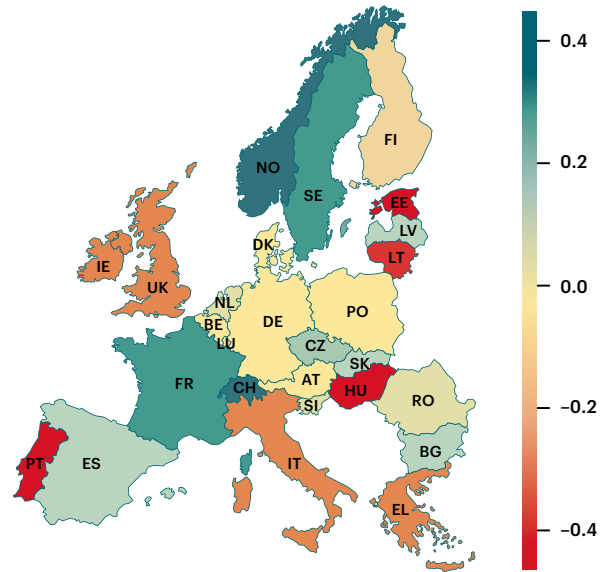 0.4
NO
FI
0.2
SE
EE
LV
DK
LT
IE
UK
0.0
NL
PO
BE
DE
LU
CZ
SK
FR
CH
AT
HU
RO
SI
−0.2
BG
PT
ES
IT
EL
−0.4